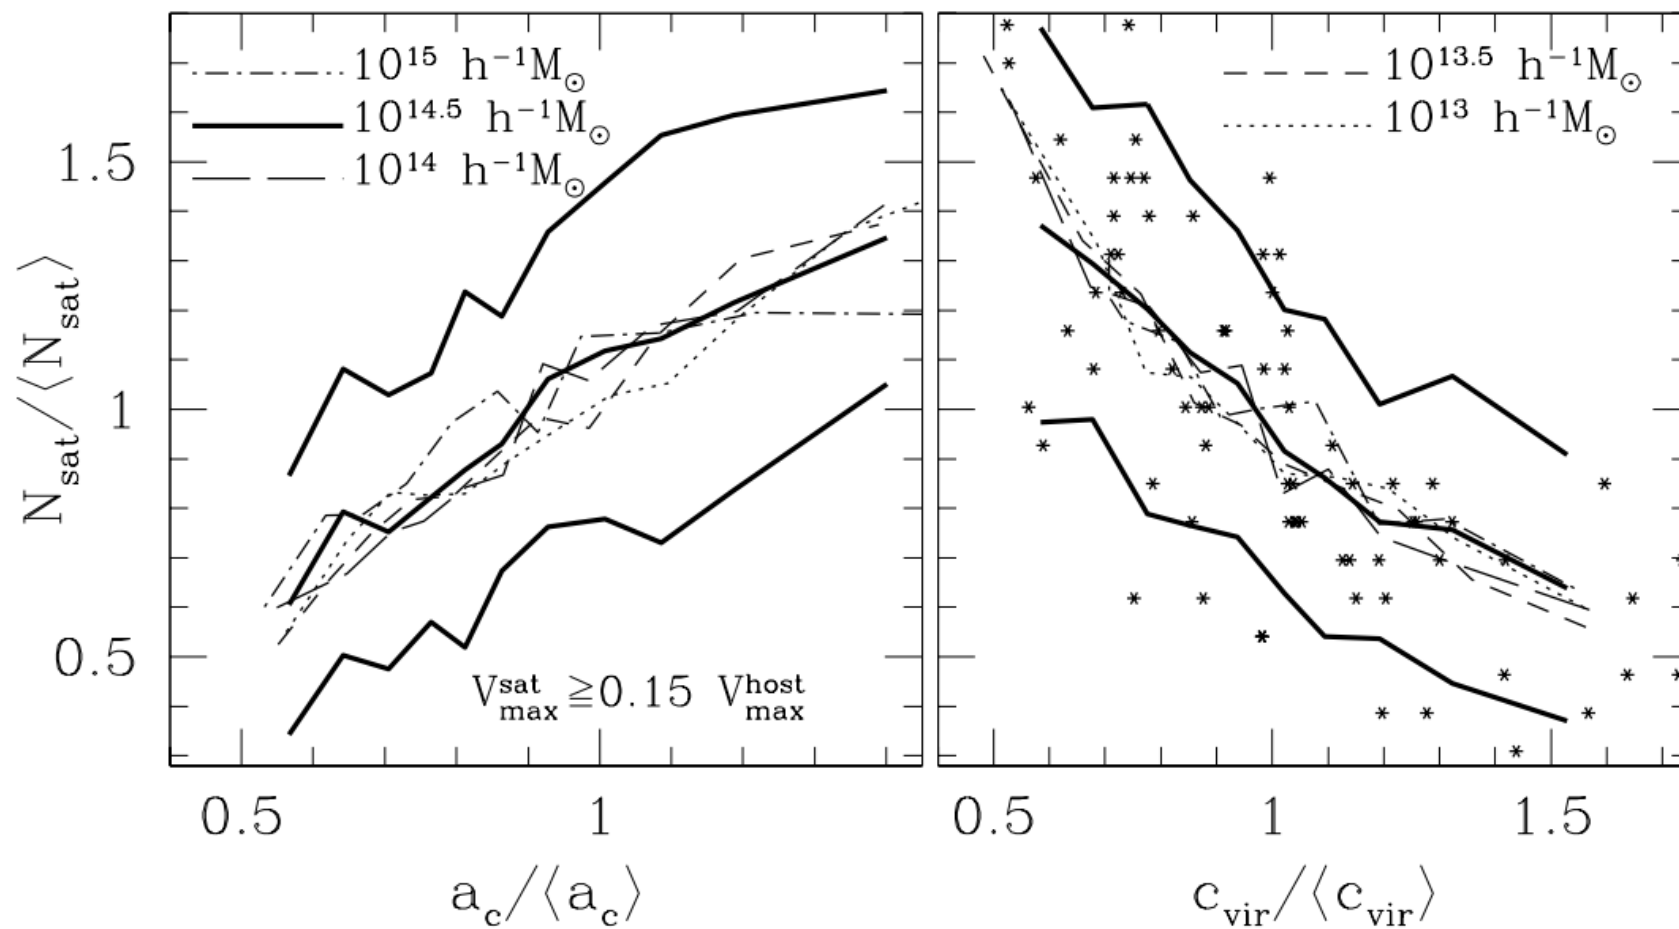 10¹⁵ h⁻¹M☉
10¹⁴·⁵ h⁻¹M☉
10¹⁴ h⁻¹M☉
10¹³·⁵ h⁻¹M☉
10¹³ h⁻¹M☉
N_sat/⟨N_sat⟩
1.5
1
0.5
V_max^sat ≧ 0.15 V_max^host
0.5 1
0.5 1 1.5
a_c/⟨a_c⟩
c_vir/⟨c_vir⟩